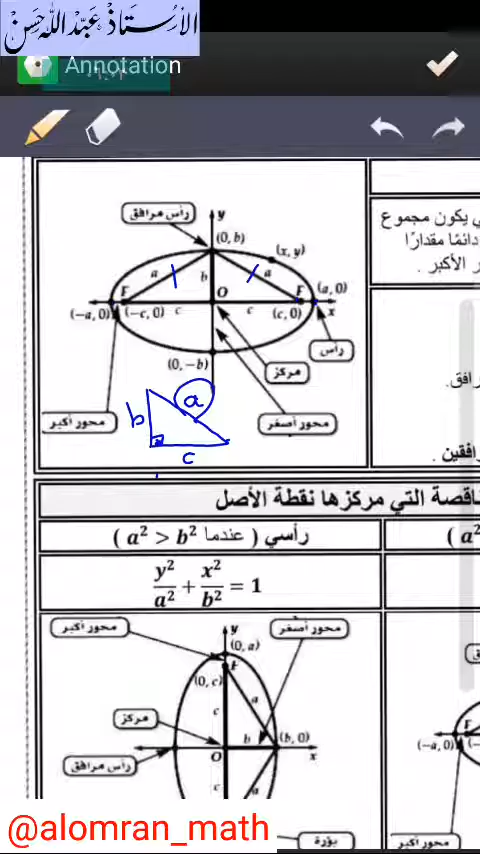 الأستاذ عبدالله حسن
Annotation
رأس مرافق
y
(0, b)
(x, y)
ي يكون مجموع
دائمًا مقدارًا
ر الأكبر .
a
b
a
F
O
F
(a, 0)
(−a, 0)
(−c, 0)
c
c
(c, 0)
x
(0, −b)
مركز
رأس
محور أكبر
محور أصغر
b
a
c
رافق.
رافقين .
ناقصة التي مركزها نقطة الأصل
رأسي ( عندما a² > b² )
( a²
y²/a² + x²/b² = 1
محور أكبر
y
محور أصغر
(0, a)
F
(0, c)
c
a
مركز
b
(b, 0)
O
x
رأس مرافق
c
a
(−a, 0)
F
بؤرة
محور أكبر
@alomran_math